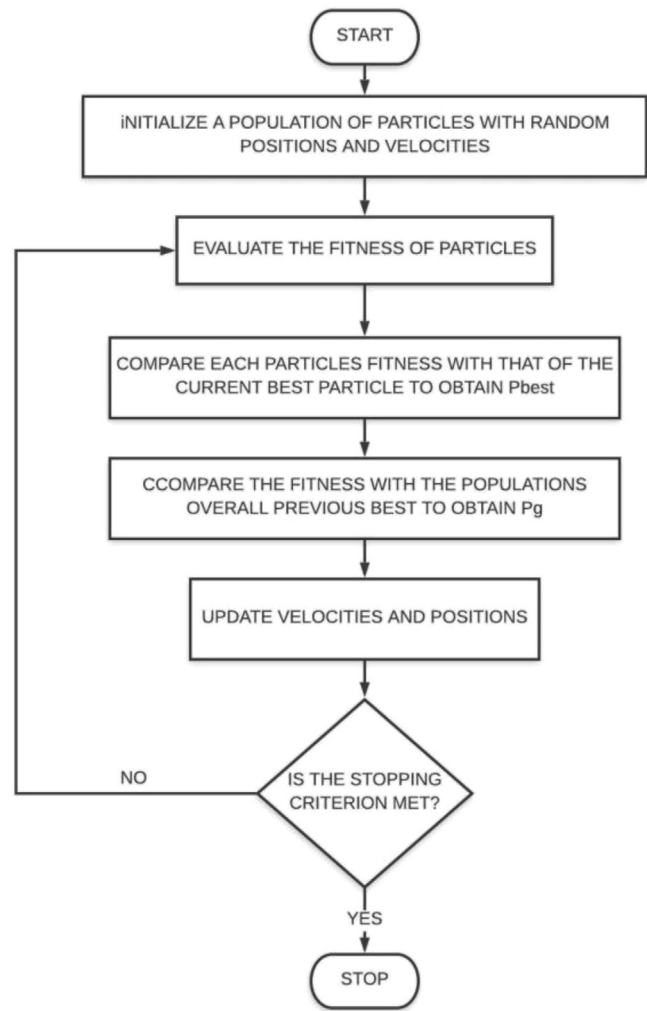 START
iNITIALIZE A POPULATION OF PARTICLES WITH RANDOM
POSITIONS AND VELOCITIES
EVALUATE THE FITNESS OF PARTICLES
COMPARE EACH PARTICLES FITNESS WITH THAT OF THE
CURRENT BEST PARTICLE TO OBTAIN Pbest
CCOMPARE THE FITNESS WITH THE POPULATIONS
OVERALL PREVIOUS BEST TO OBTAIN Pg
UPDATE VELOCITIES AND POSITIONS
NO
IS THE STOPPING
CRITERION MET?
YES
STOP